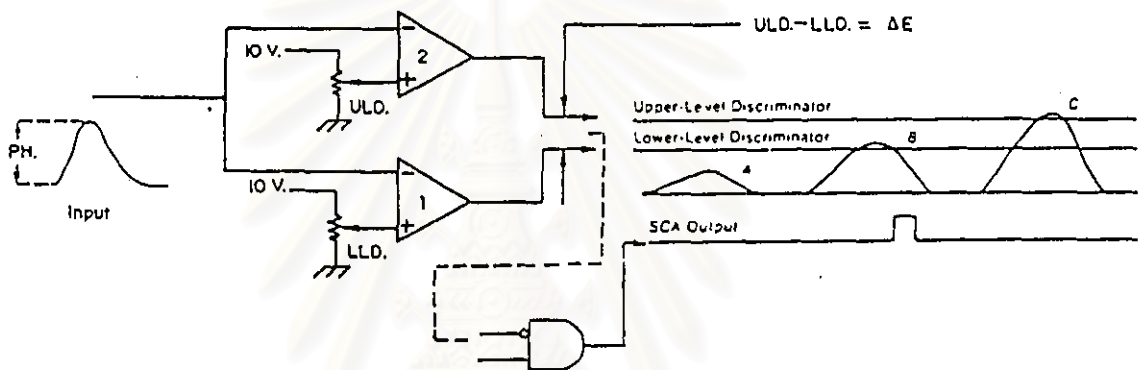 ULD.-LLD. = ΔE
10 V.
2
ULD.
Upper-Level Discriminator
C
Lower-Level Discriminator
B
A
PH.
Input
10 V.
1
LLD.
SCA Output